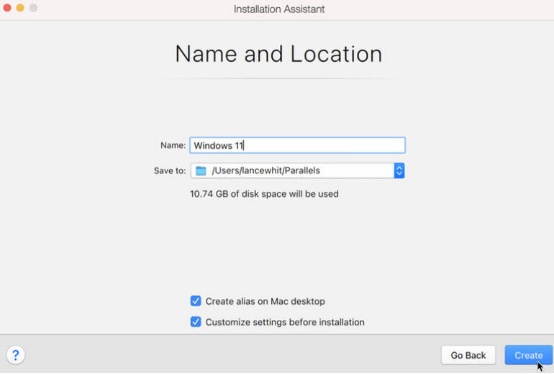 Installation Assistant
Name and Location
Name: Windows 11
Save to: /Users/lancewhit/Parallels
10.74 GB of disk space will be used
Create alias on Mac desktop
Customize settings before installation
? Go Back Create